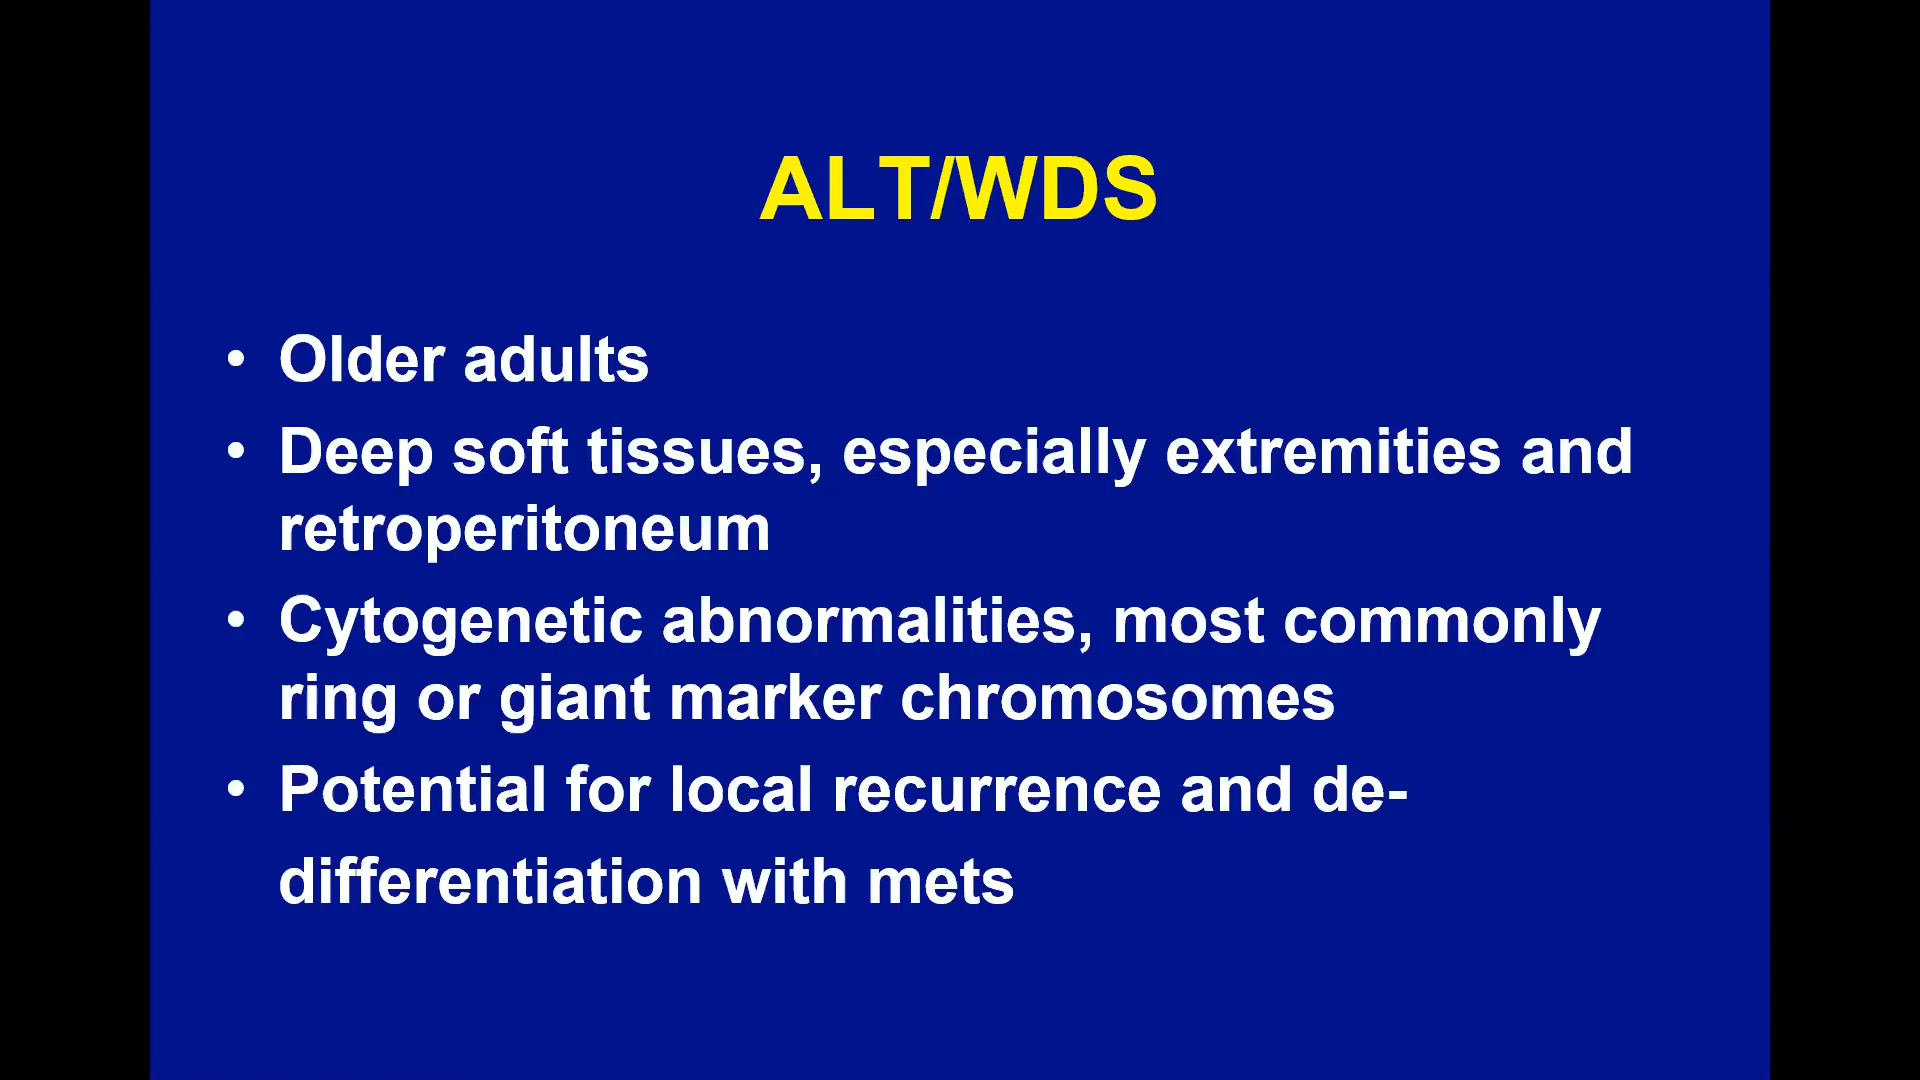 ALT/WDS
• Older adults
• Deep soft tissues, especially extremities and
retroperitoneum
• Cytogenetic abnormalities, most commonly
ring or giant marker chromosomes
• Potential for local recurrence and de-
differentiation with mets